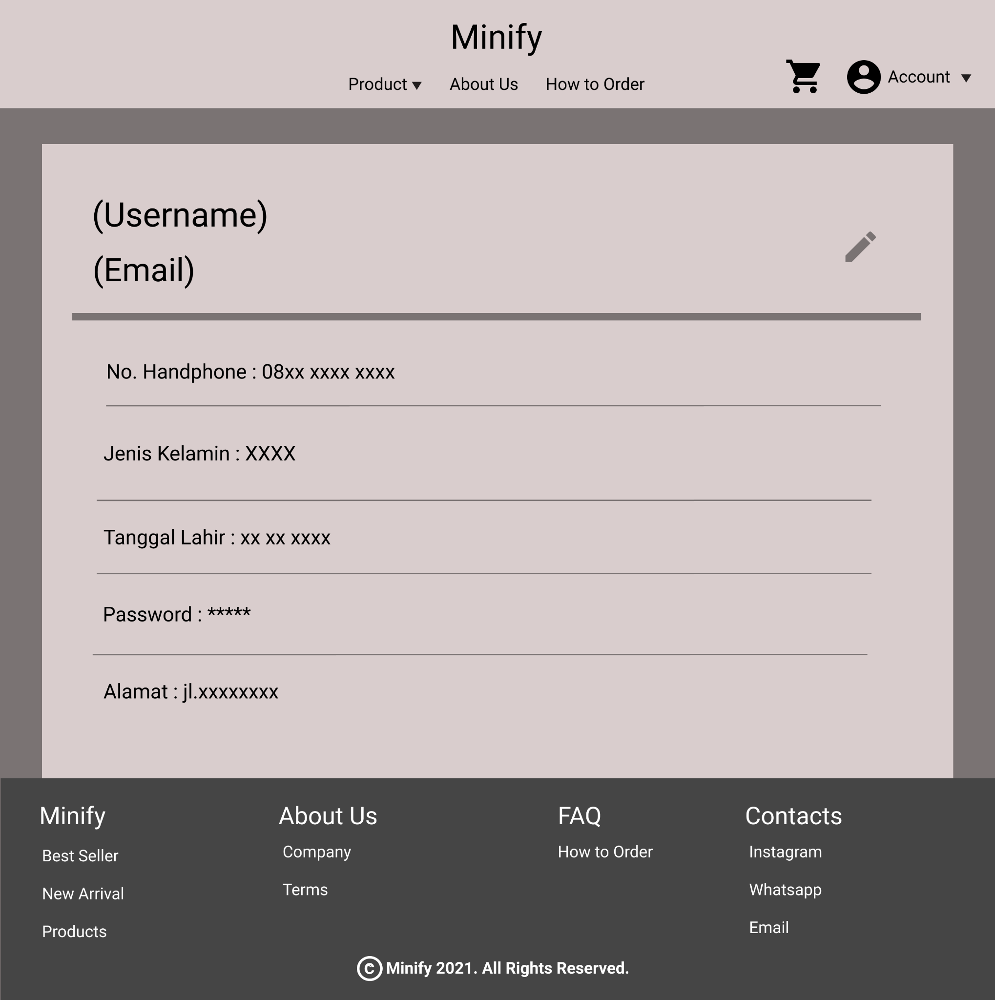 Minify
Product About Us How to Order
Account
(Username)
(Email)
No. Handphone : 08xx xxxx xxxx
Jenis Kelamin : XXXX
Tanggal Lahir : xx xx xxxx
Password : *****
Alamat : jl.xxxxxxxx
Minify
Best Seller
New Arrival
Products
About Us
Company
Terms
FAQ
How to Order
Contacts
Instagram
Whatsapp
Email
© Minify 2021. All Rights Reserved.